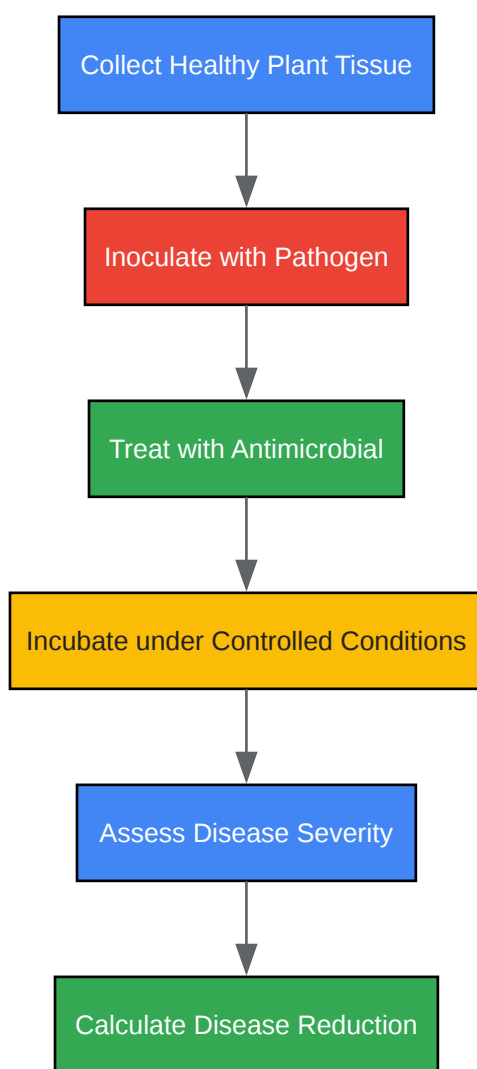 Collect Healthy Plant Tissue
Inoculate with Pathogen
Treat with Antimicrobial
Incubate under Controlled Conditions
Assess Disease Severity
Calculate Disease Reduction